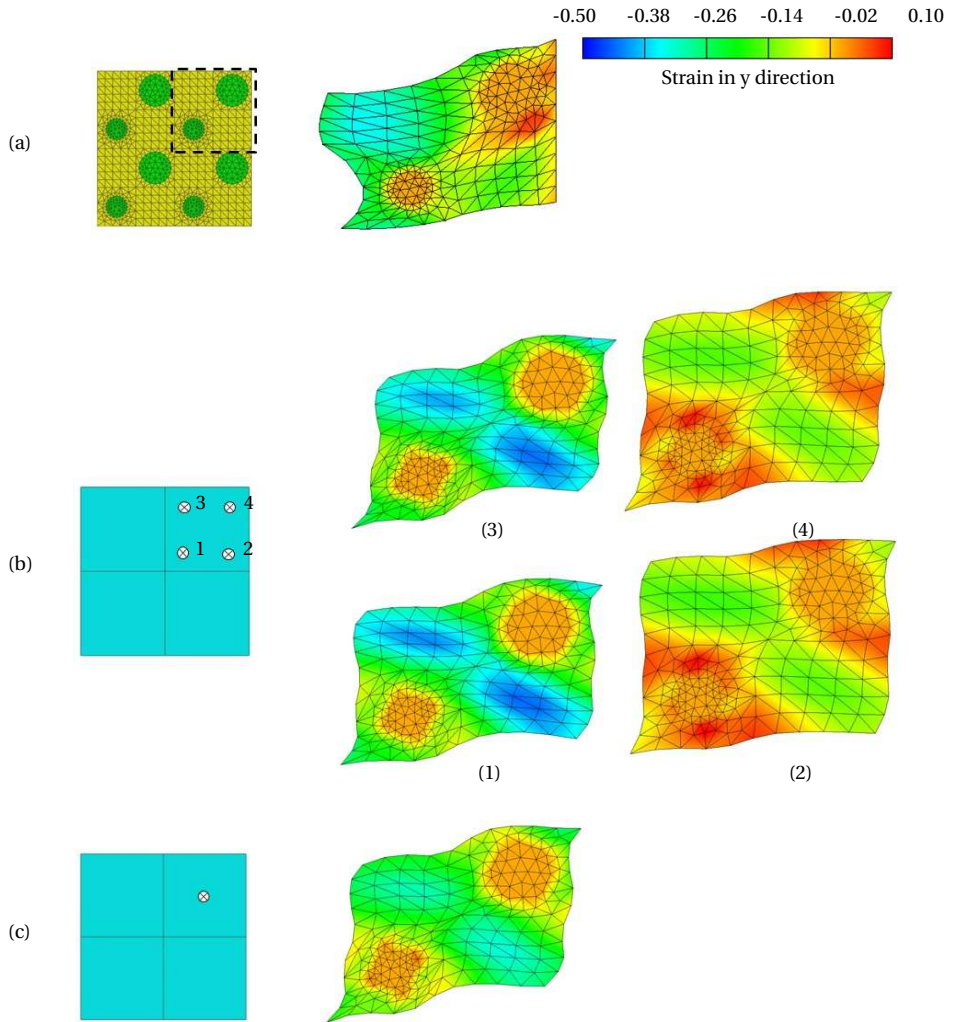 -0.50 -0.38 -0.26 -0.14 -0.02 0.10
Strain in y direction
(a)
3 4
(3) (4)
1 2
(b)
(1) (2)
(c)